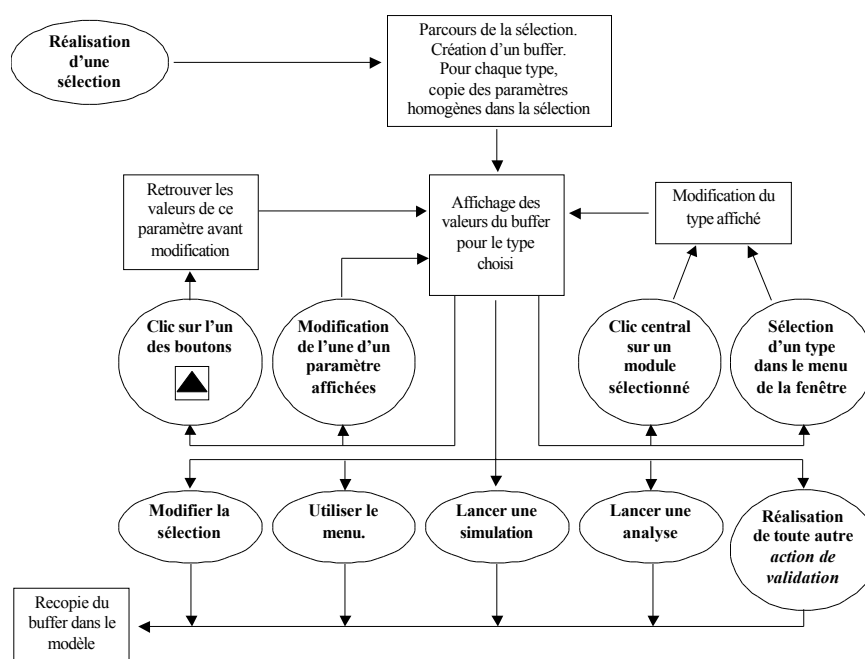 Réalisation
d'une
sélection
Parcours de la sélection.
Création d'un buffer.
Pour chaque type,
copie des paramètres
homogènes dans la sélection
Retrouver les
valeurs de ce
paramètre avant
modification
Affichage des
valeurs du buffer
pour le type
choisi
Modification du
type affiché
Clic sur l'un
des boutons
Modification
de l'une d'un
paramètre
affichées
Clic central
sur un
module
sélectionné
Sélection
d'un type
dans le menu
de la fenêtre
Modifier la
sélection
Utiliser le
menu.
Lancer une
simulation
Lancer une
analyse
Réalisation
de toute autre
action de
validation
Recopie du
buffer dans le
modèle